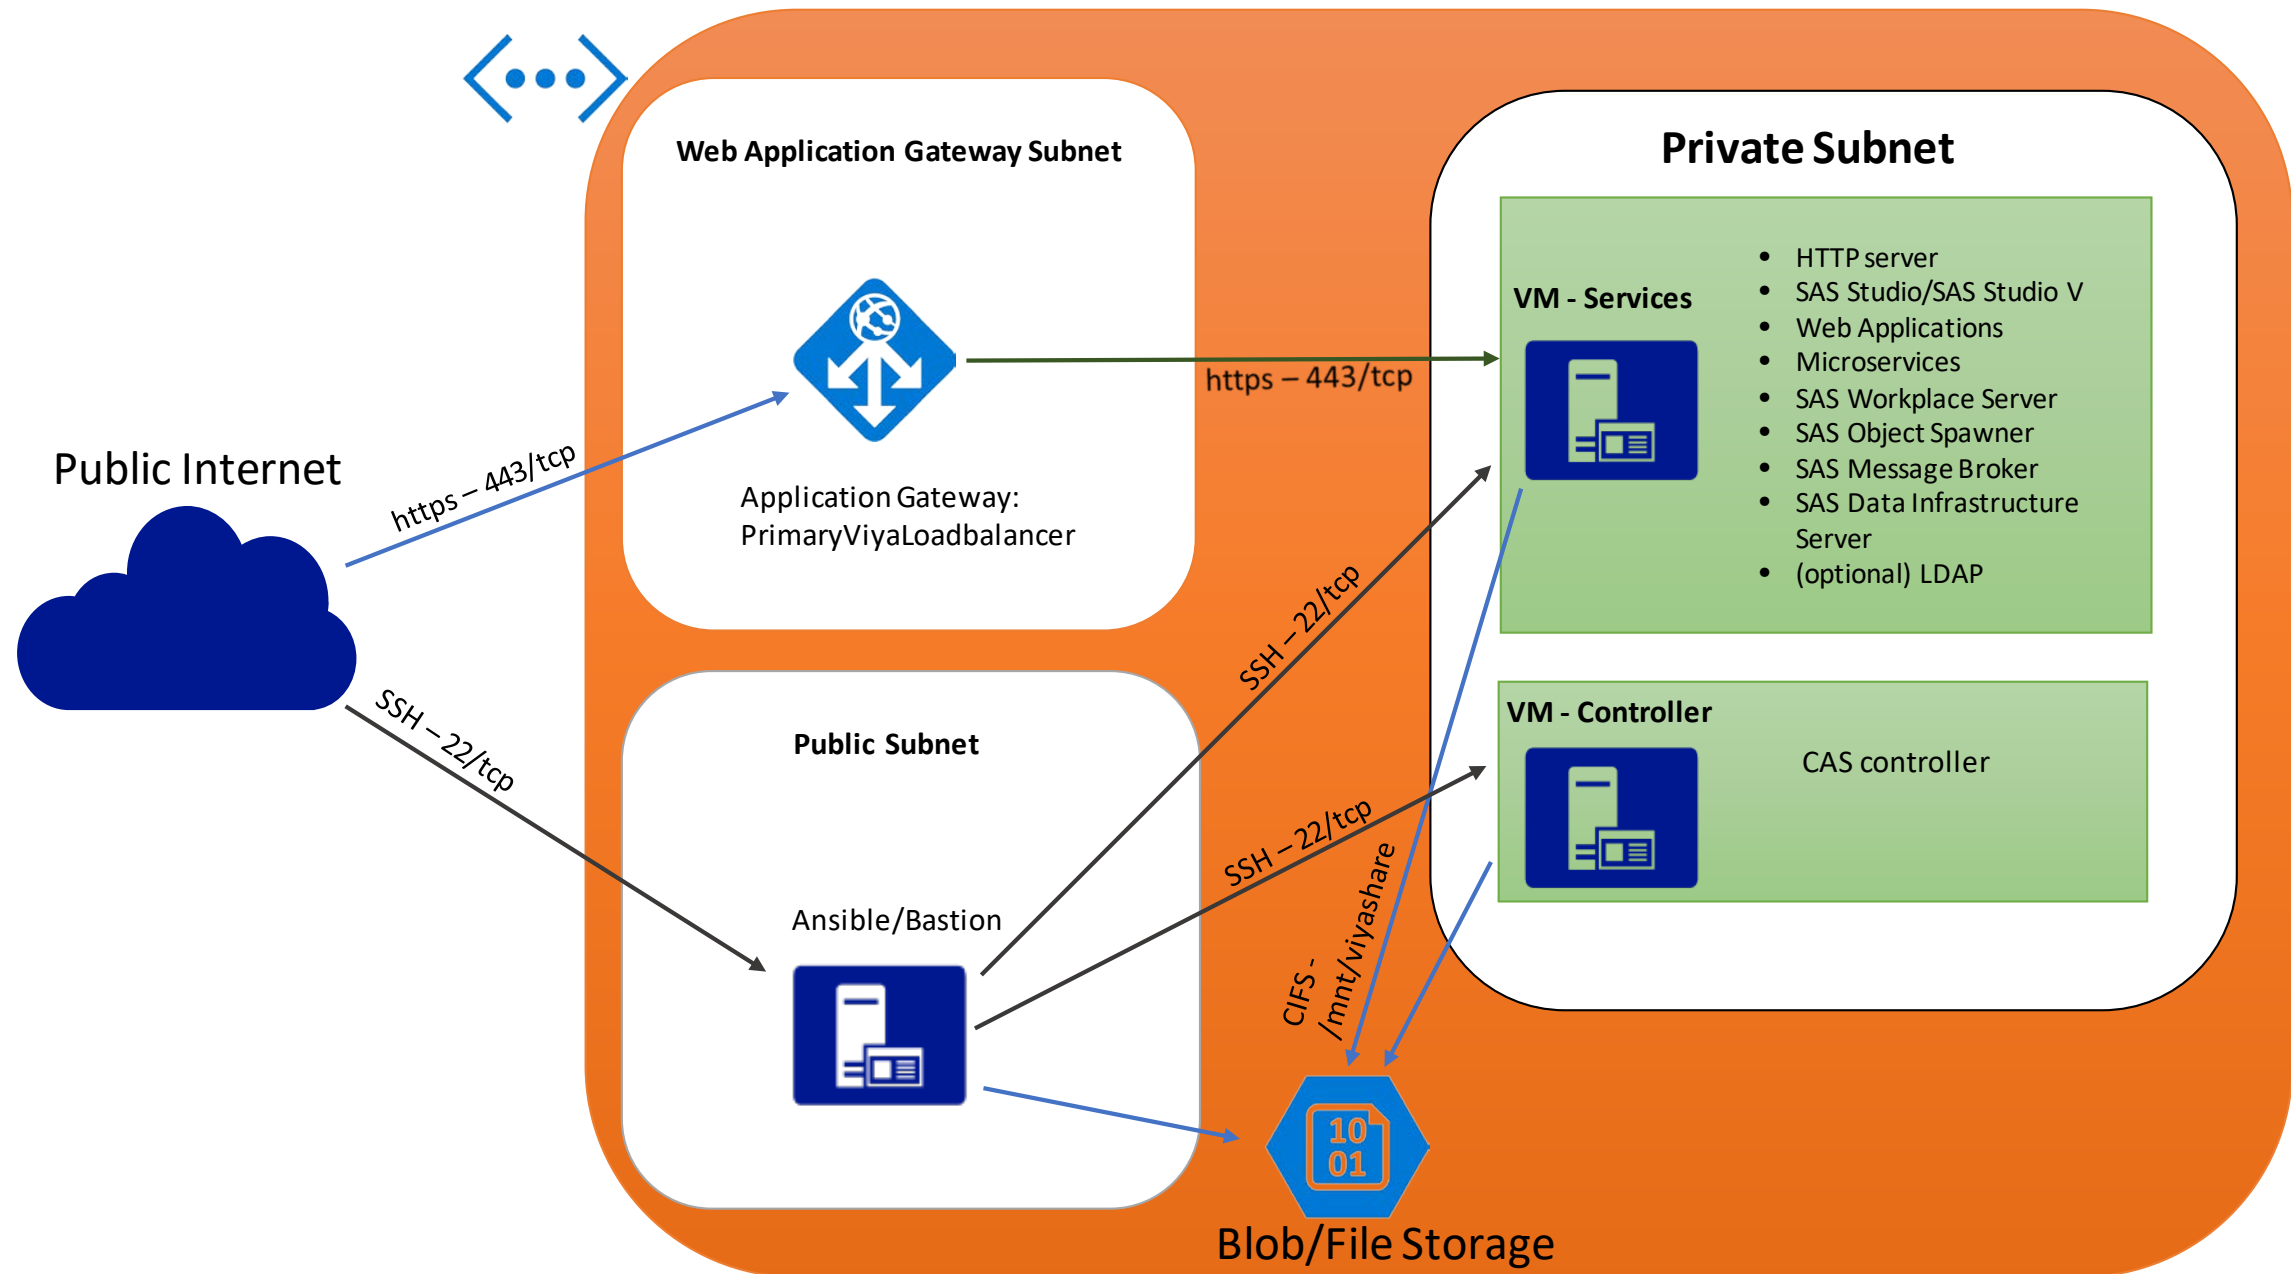 Web Application Gateway Subnet
Application Gateway:
PrimaryViyaLoadbalancer
Public Internet
https – 443/tcp
SSH – 22/tcp
https – 443/tcp
Public Subnet
Ansible/Bastion
SSH – 22/tcp
SSH – 22/tcp
CIFS -
/mnt/viyashare
10
01
Blob/File Storage
Private Subnet
VM - Services
• HTTP server
• SAS Studio/SAS Studio V
• Web Applications
• Microservices
• SAS Workplace Server
• SAS Object Spawner
• SAS Message Broker
• SAS Data Infrastructure
Server
• (optional) LDAP
VM - Controller
CAS controller